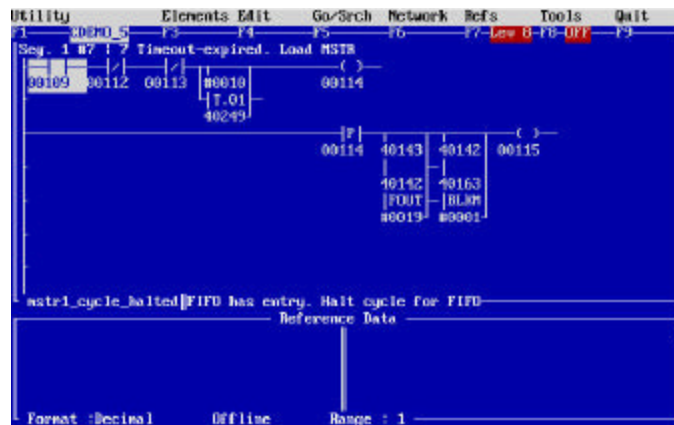 Utility Elements Edit Go/Srch Network Refs Tools Quit
F1 EDEMO_5 F3 F4 F5 F6 F7-Lev 8-F8-OFF F9
Seg. 1 #7 : 7 Timeout-expired. Load MSTR
00109 00112 00113 #0010 00114
T.01
40249
P
00114 40143 40142 00115
40142 40163
FOUT BLKM
#0019 #0001
mstr1_cycle_halted FIFO has entry. Halt cycle for FIFO
Reference Data
Format :Decimal Offline Range : 1